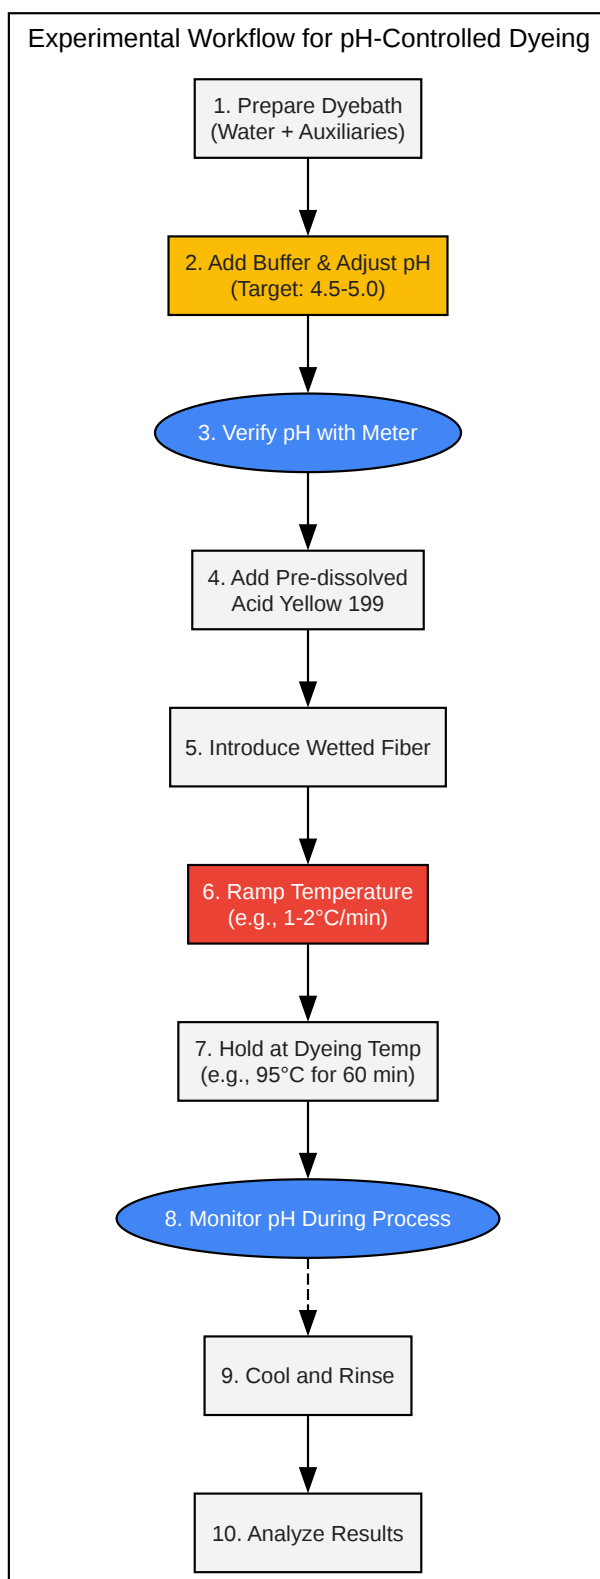 Experimental Workflow for pH-Controlled Dyeing
1. Prepare Dyebath
(Water + Auxiliaries)
2. Add Buffer & Adjust pH
(Target: 4.5-5.0)
3. Verify pH with Meter
4. Add Pre-dissolved
Acid Yellow 199
5. Introduce Wetted Fiber
6. Ramp Temperature
(e.g., 1-2°C/min)
7. Hold at Dyeing Temp
(e.g., 95°C for 60 min)
8. Monitor pH During Process
9. Cool and Rinse
10. Analyze Results